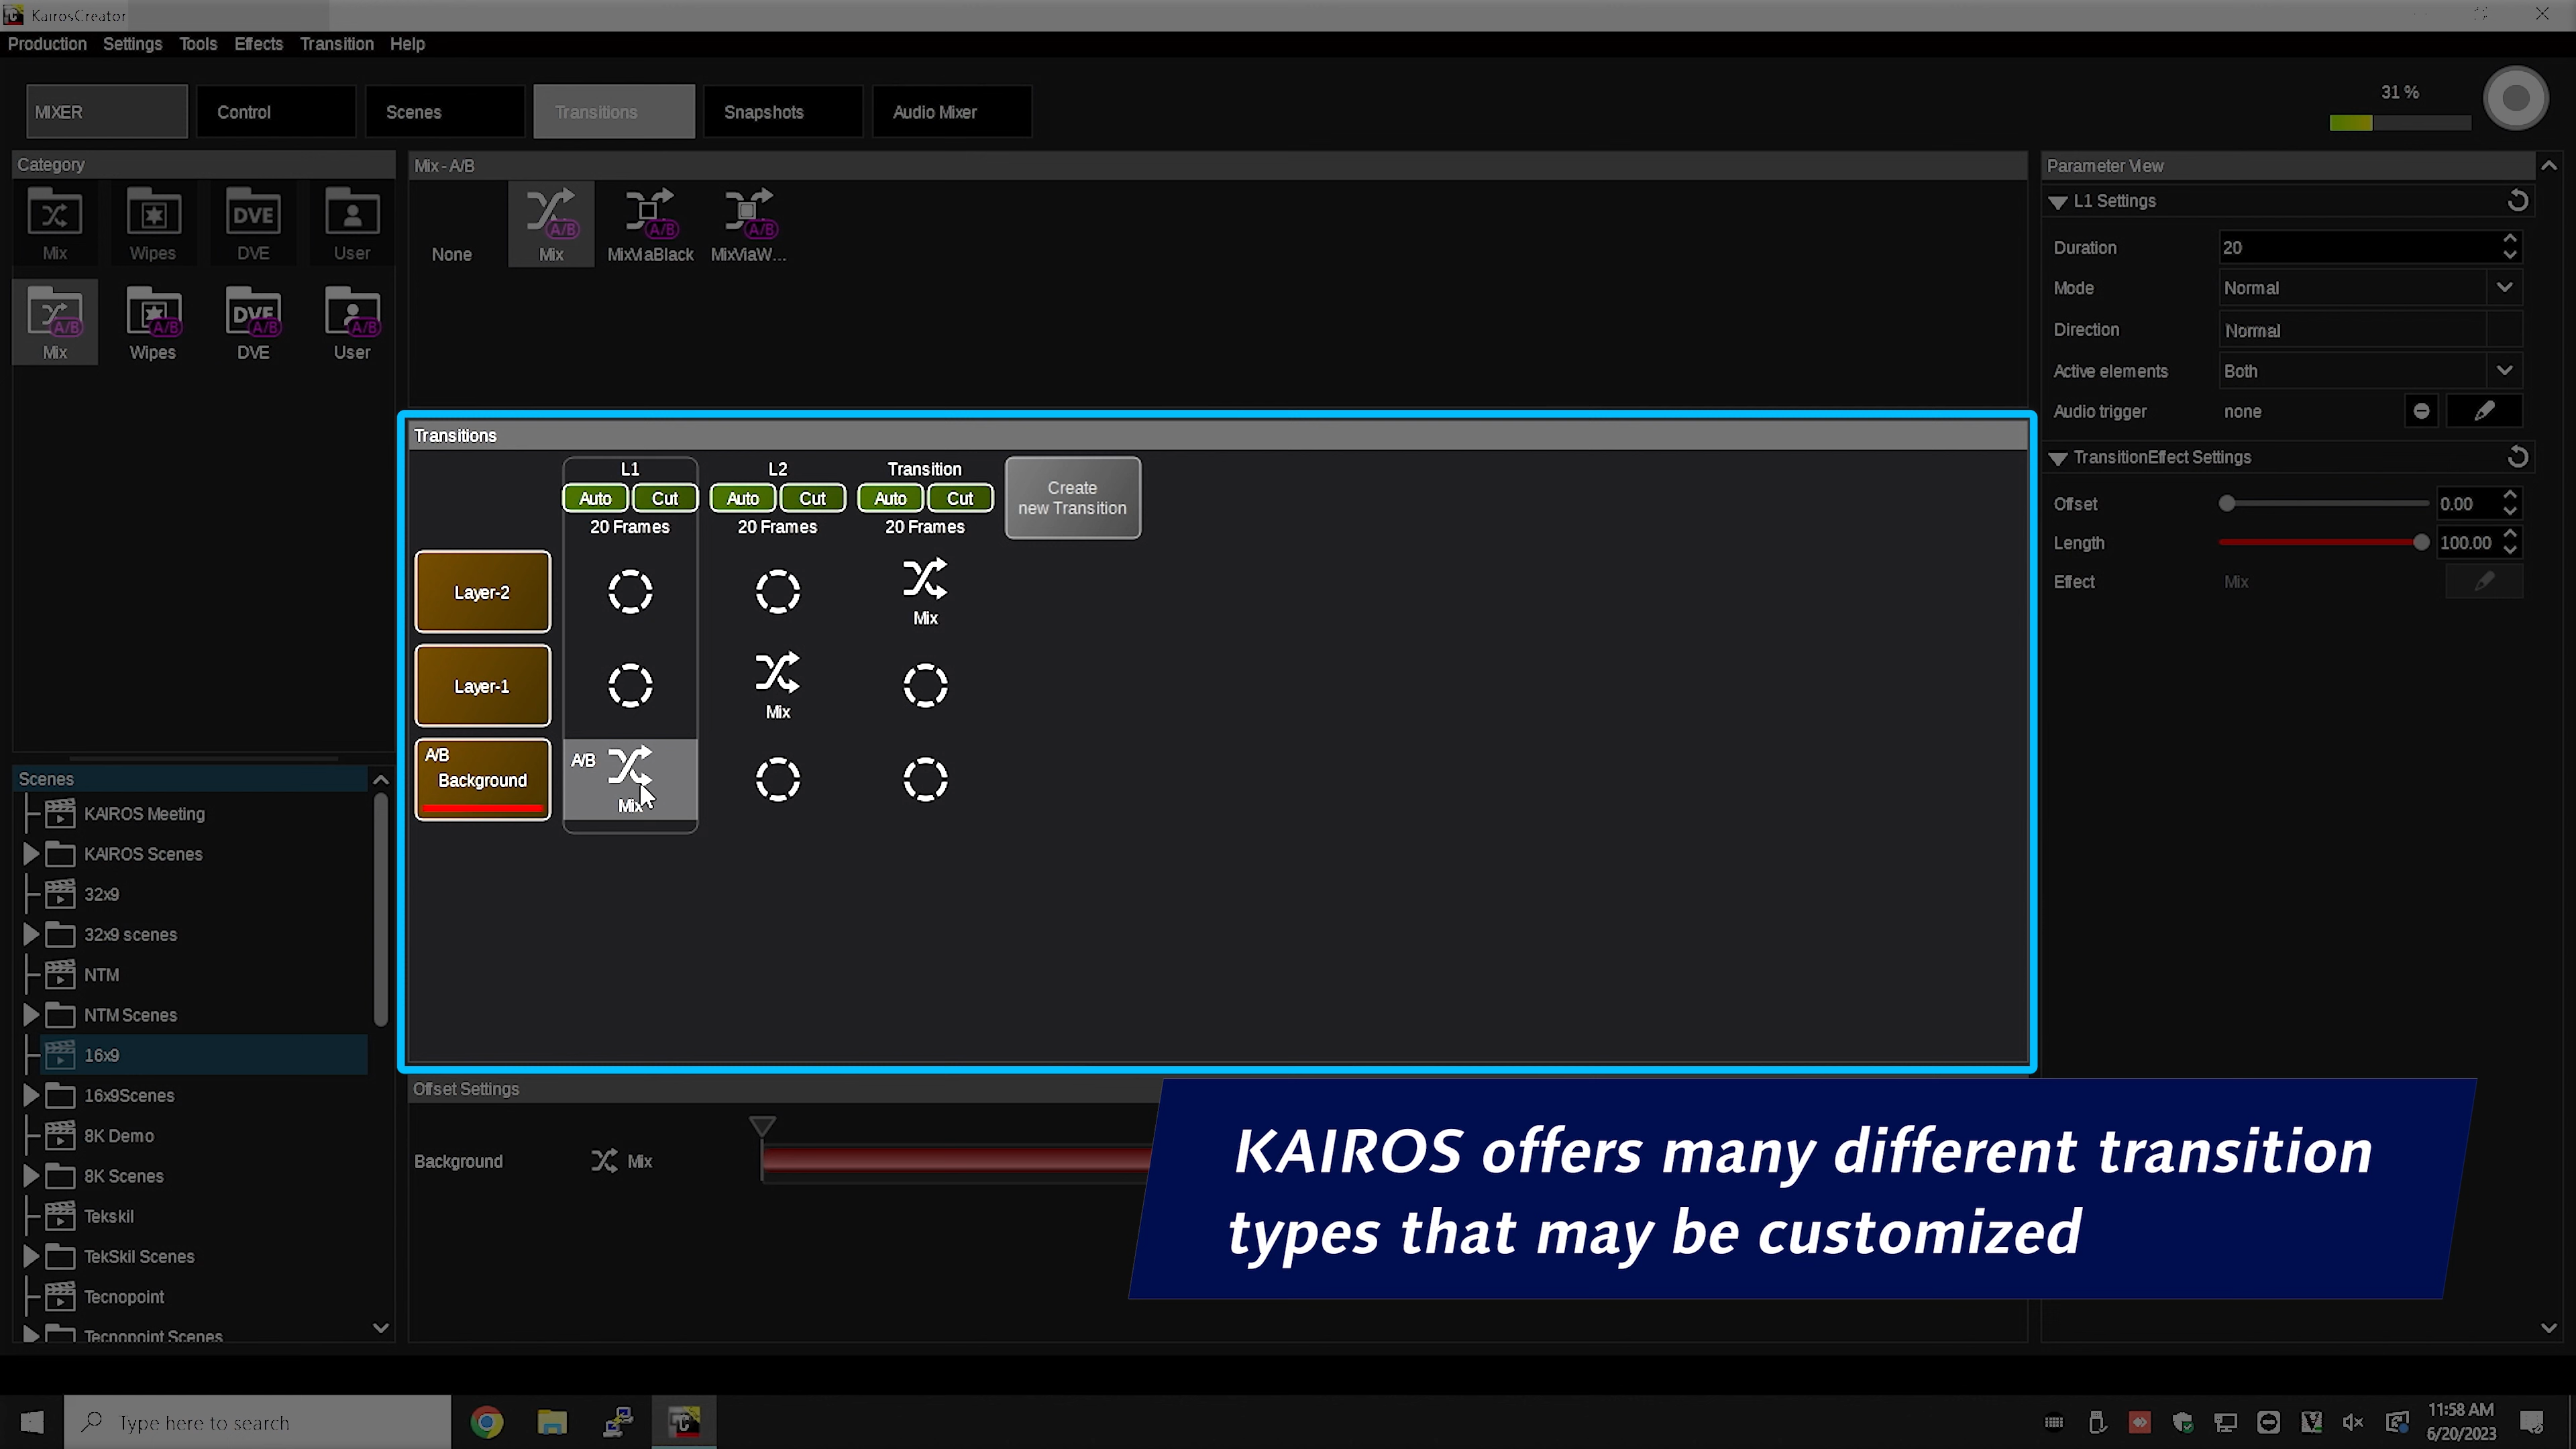 KairosCreator
Production Settings Tools Effects Transition Help
MIXER Control Scenes Transitions Snapshots Audio Mixer
31 %
Category
Mix Wipes DVE User
Mix Wipes DVE User
Mix - A/B
None Mix MixViaBlack MixViaW...
Transitions
L1 L2 Transition
Auto Cut Auto Cut Auto Cut
20 Frames 20 Frames 20 Frames
Create
new Transition
Layer-2
Mix
Layer-1
Mix
A/B
Background
A/B
Mix
Parameter View
L1 Settings
Duration 20
Mode Normal
Direction Normal
Active elements Both
Audio trigger none
TransitionEffect Settings
Offset 0.00
Length 100.00
Effect Mix
Scenes
KAIROS Meeting
KAIROS Scenes
32x9
32x9 scenes
NTM
NTM Scenes
16x9
16x9Scenes
8K Demo
8K Scenes
Tekskil
TekSkil Scenes
Tecnopoint
Tecnopoint Scenes
Offset Settings
Background Mix
KAIROS offers many different transition
types that may be customized
Type here to search
11:58 AM
6/20/2023